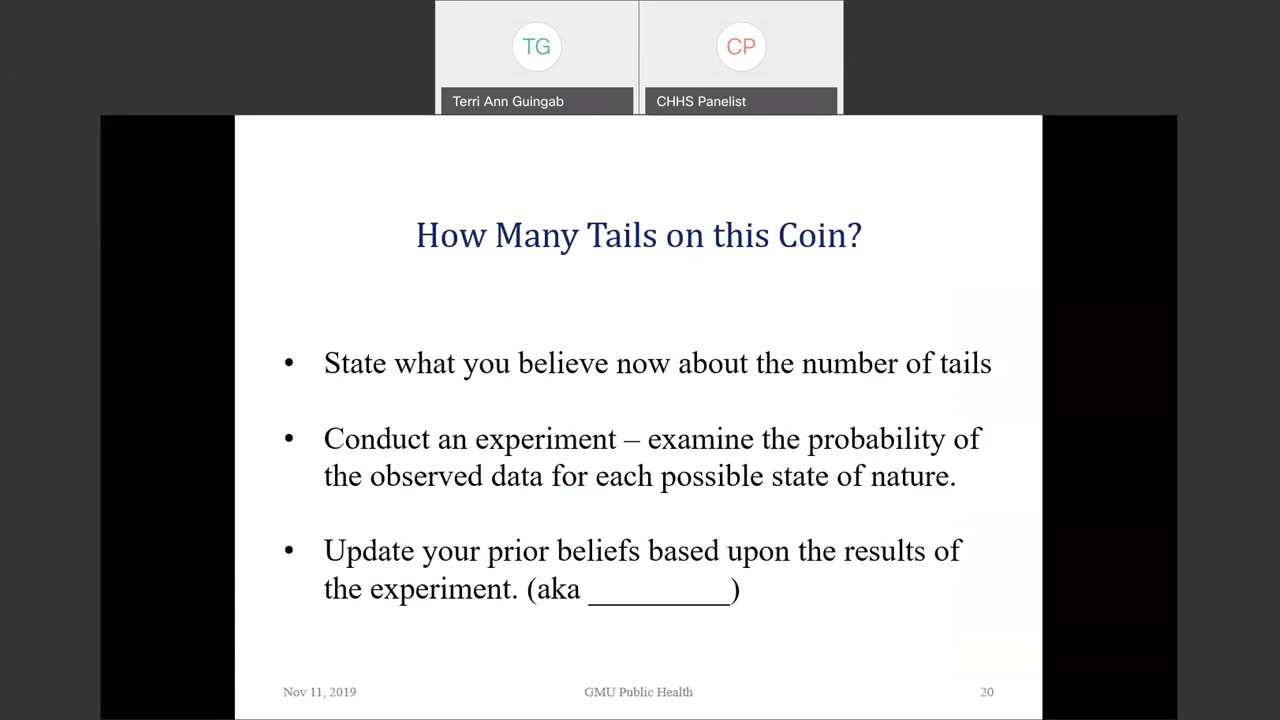 TG
CP
Terri Ann Guingab
CHHS Panelist
How Many Tails on this Coin?
• State what you believe now about the number of tails
• Conduct an experiment – examine the probability of
the observed data for each possible state of nature.
• Update your prior beliefs based upon the results of
the experiment. (aka _________)
Nov 11, 2019
GMU Public Health
20